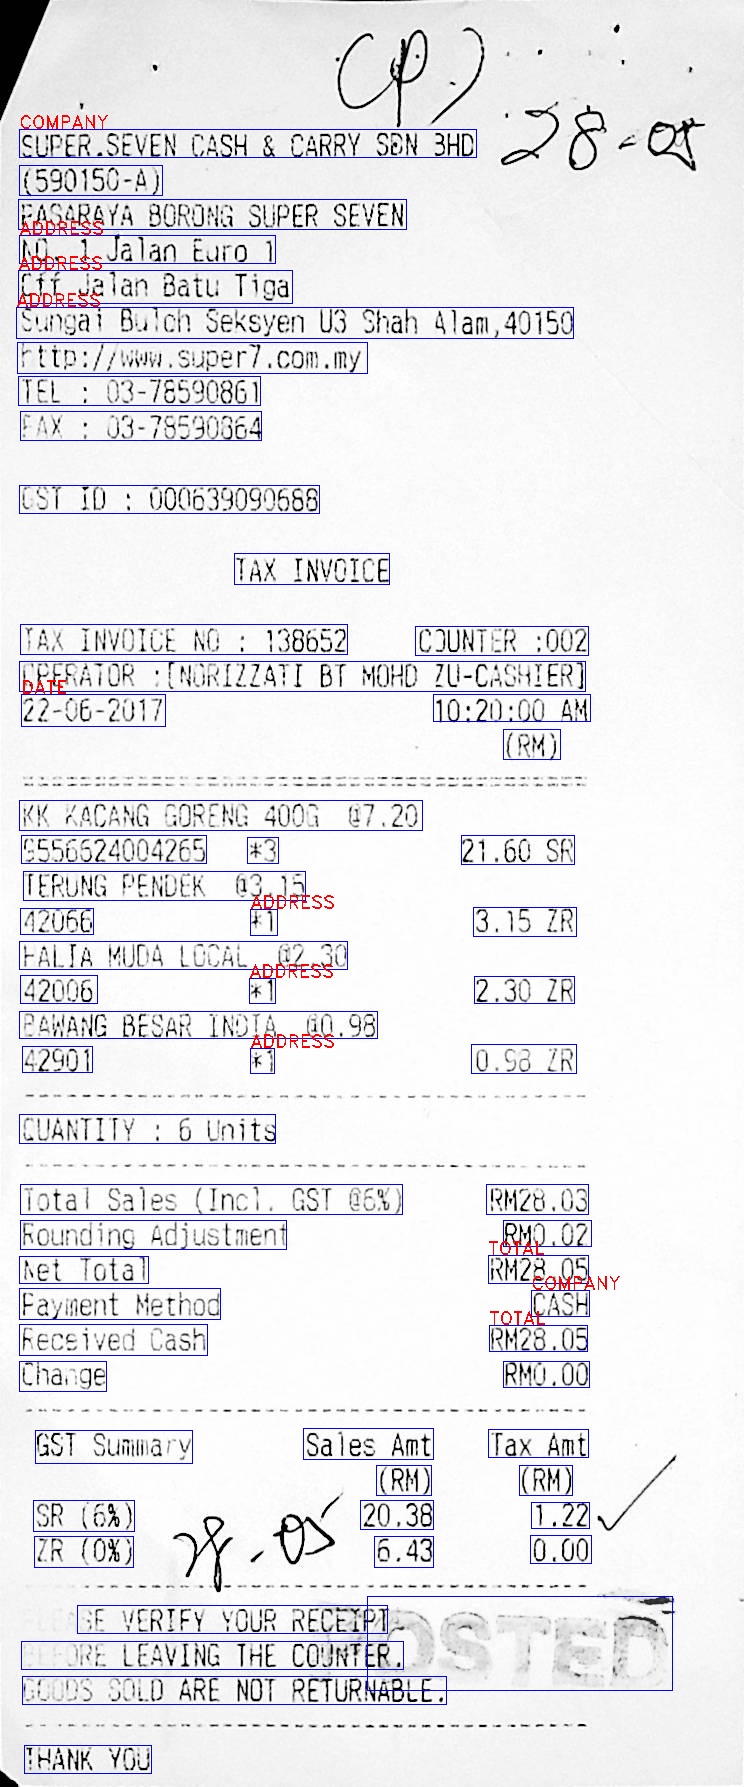 (P)
28-05
COMPANY
SUPER.SEVEN CASH & CARRY SDN BHD
(590150-A)
PASARAYA BORONG SUPER SEVEN
ADDRESS
NO. 1 Jalan Euro 1
ADDRESS
Off Jalan Batu Tiga
ADDRESS
Sungai Buloh Seksyen U3 Shah Alam,40150
http://www.super7.com.my
TEL : 03-78590861
FAX : 03-78590864
GST ID : 000639090688
TAX INVOICE
TAX INVOICE NO : 138652 COUNTER :002
OPERATOR :[NORIZZATI BT MOHD ZU-CASHIER]
DATE
22-06-2017 10:20:00 AM
(RM)
KK KACANG GORENG 400G @7.20
9556624004265 *3 21.60 SR
TERUNG PENDEK @3.15
ADDRESS
42066 *1 3.15 ZR
HALIA MUDA LOCAL @2.30
ADDRESS
42006 *1 2.30 ZR
BAWANG BESAR INDIA @0.98
ADDRESS
42901 *1 0.98 ZR
QUANTITY : 6 Units
Total Sales (Incl. GST @6%) RM28.03
Rounding Adjustment RM0.02
TOTAL
Net Total RM28.05
COMPANY
Payment Method CASH
TOTAL
Received Cash RM28.05
Change RM0.00
GST Summary Sales Amt Tax Amt
(RM) (RM)
SR (6%) 20.38 1.22
ZR (0%) 6.43 0.00
28.05
PLEASE VERIFY YOUR RECEIPT
BEFORE LEAVING THE COUNTER.
GOODS SOLD ARE NOT RETURNABLE.
POSTED
THANK YOU